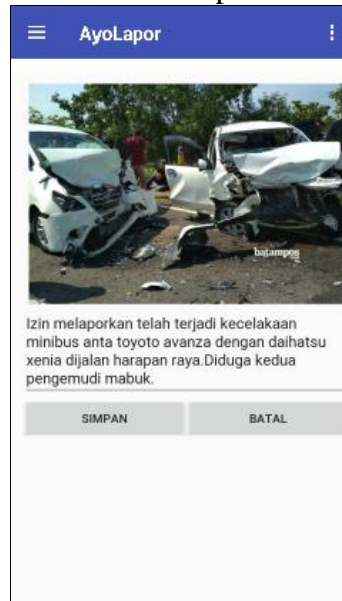 AyoLapor
batampos
Izin melaporkan telah terjadi kecelakaan
minibus anta toyoto avanza dengan daihatsu
xenia dijalan harapan raya.Diduga kedua
pengemudi mabuk.
SIMPAN BATAL